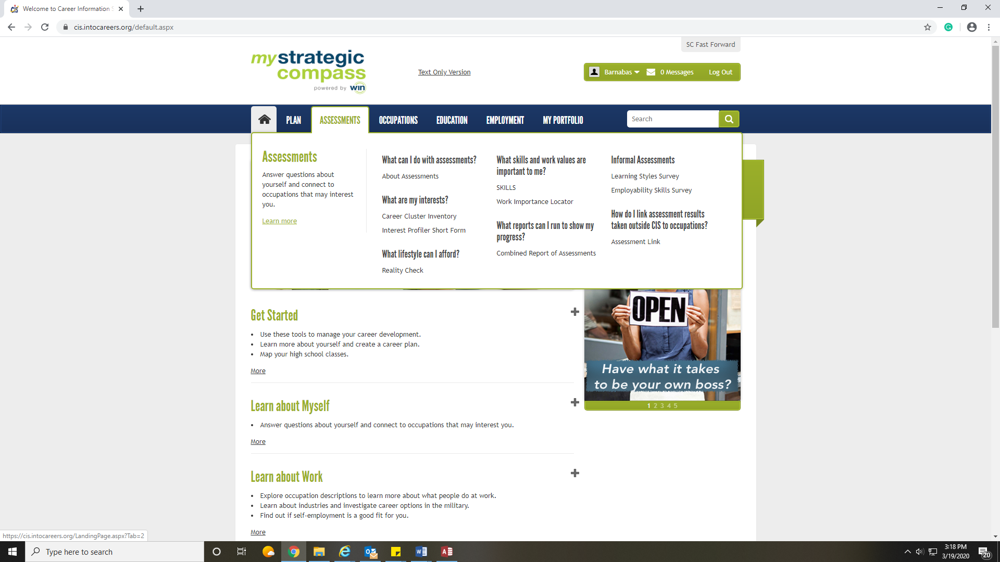 cis
Welcome to Career Information S
cis.intocareers.org/default.aspx
SC Fast Forward
mystrategic
compass
powered by win
Text Only Version
Barnabas
0 Messages
Log Out
PLAN
ASSESSMENTS
OCCUPATIONS
EDUCATION
EMPLOYMENT
MY PORTFOLIO
Search
Assessments
Answer questions about
yourself and connect to
occupations that may interest
you.
Learn more
What can I do with assessments?
About Assessments
What are my interests?
Career Cluster Inventory
Interest Profiler Short Form
What lifestyle can I afford?
Reality Check
What skills and work values are
important to me?
SKILLS
Work Importance Locator
What reports can I run to show my
progress?
Combined Report of Assessments
Informal Assessments
Learning Styles Survey
Employability Skills Survey
How do I link assessment results
taken outside CIS to occupations?
Assessment Link
Get Started
• Use these tools to manage your career development.
• Learn more about yourself and create a career plan.
• Map your high school classes.
More
OPEN
Have what it takes
to be your own boss?
1 2 3 4 5
Learn about Myself
• Answer questions about yourself and connect to occupations that may interest you.
More
Learn about Work
• Explore occupation descriptions to learn more about what people do at work.
• Learn about industries and investigate career options in the military.
• Find out if self-employment is a good fit for you.
More
https://cis.intocareers.org/LandingPage.aspx?Tab=2
Type here to search
3:18 PM
3/19/2020
20